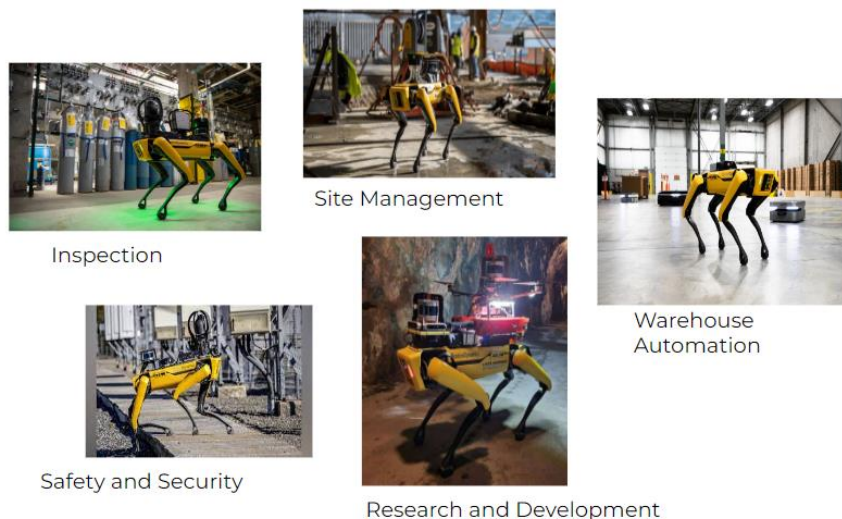 Site Management
Inspection
Warehouse
Automation
Safety and Security
Research and Development